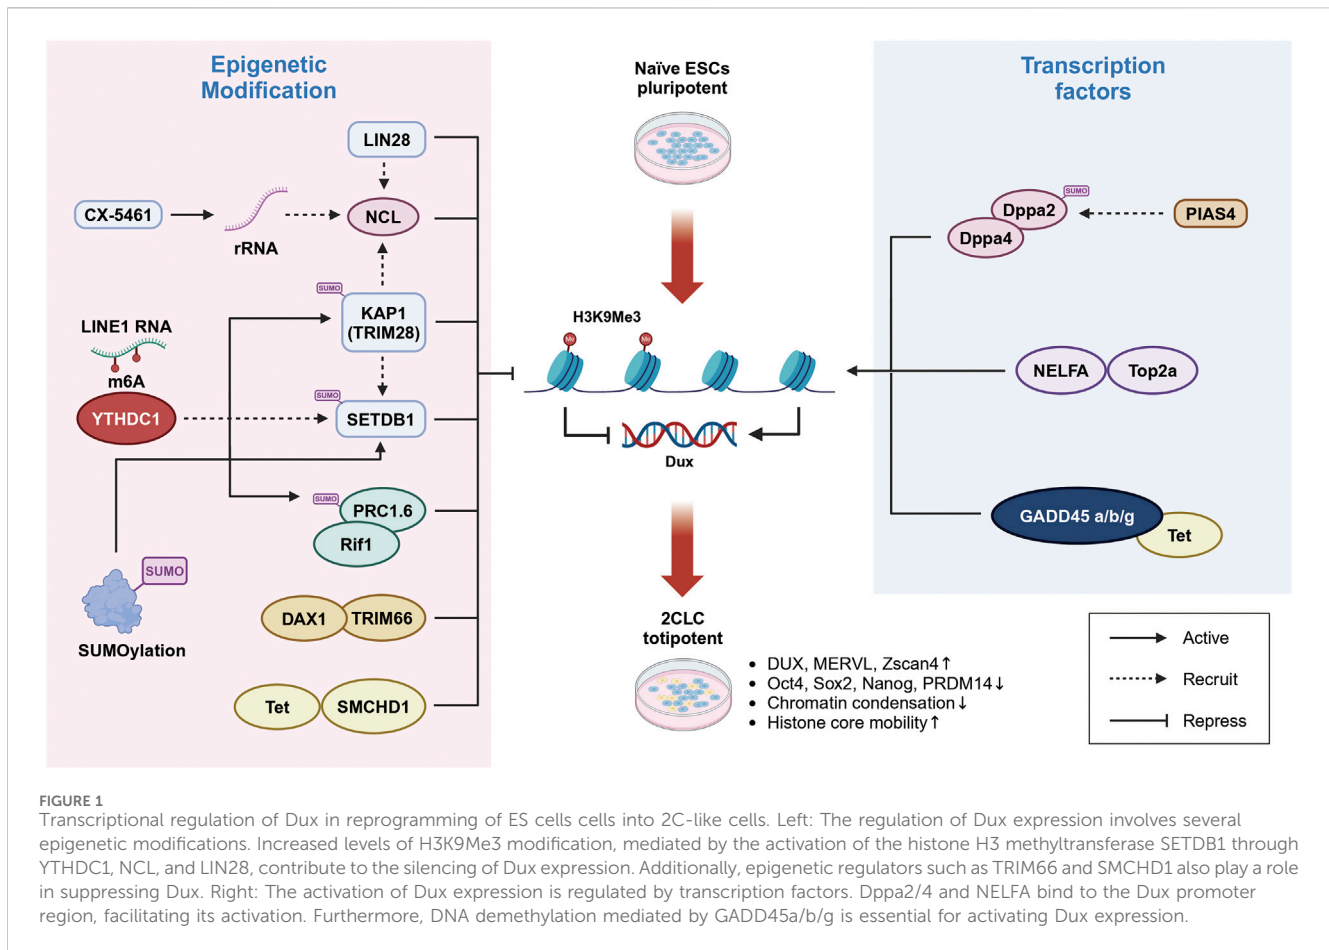 Epigenetic
Modification
LIN28
CX-5461
rRNA
NCL
SUMO
KAP1
(TRIM28)
LINE1 RNA
m6A
YTHDC1
SUMO
SETDB1
SUMO
PRC1.6
Rif1
SUMO
SUMOylation
DAX1
TRIM66
Tet
SMCHD1
Naïve ESCs
pluripotent
H3K9Me3
Me
Me
Dux
2CLC
totipotent
• DUX, MERVL, Zscan4↑
• Oct4, Sox2, Nanog, PRDM14↓
• Chromatin condensation↓
• Histone core mobility↑
Transcription
factors
SUMO
Dppa2
Dppa4
PIAS4
NELFA
Top2a
GADD45 a/b/g
Tet
Active
Recruit
Repress
FIGURE 1
Transcriptional regulation of Dux in reprogramming of ES cells cells into 2C-like cells. Left: The regulation of Dux expression involves several
epigenetic modifications. Increased levels of H3K9Me3 modification, mediated by the activation of the histone H3 methyltransferase SETDB1 through
YTHDC1, NCL, and LIN28, contribute to the silencing of Dux expression. Additionally, epigenetic regulators such as TRIM66 and SMCHD1 also play a role
in suppressing Dux. Right: The activation of Dux expression is regulated by transcription factors. Dppa2/4 and NELFA bind to the Dux promoter
region, facilitating its activation. Furthermore, DNA demethylation mediated by GADD45a/b/g is essential for activating Dux expression.